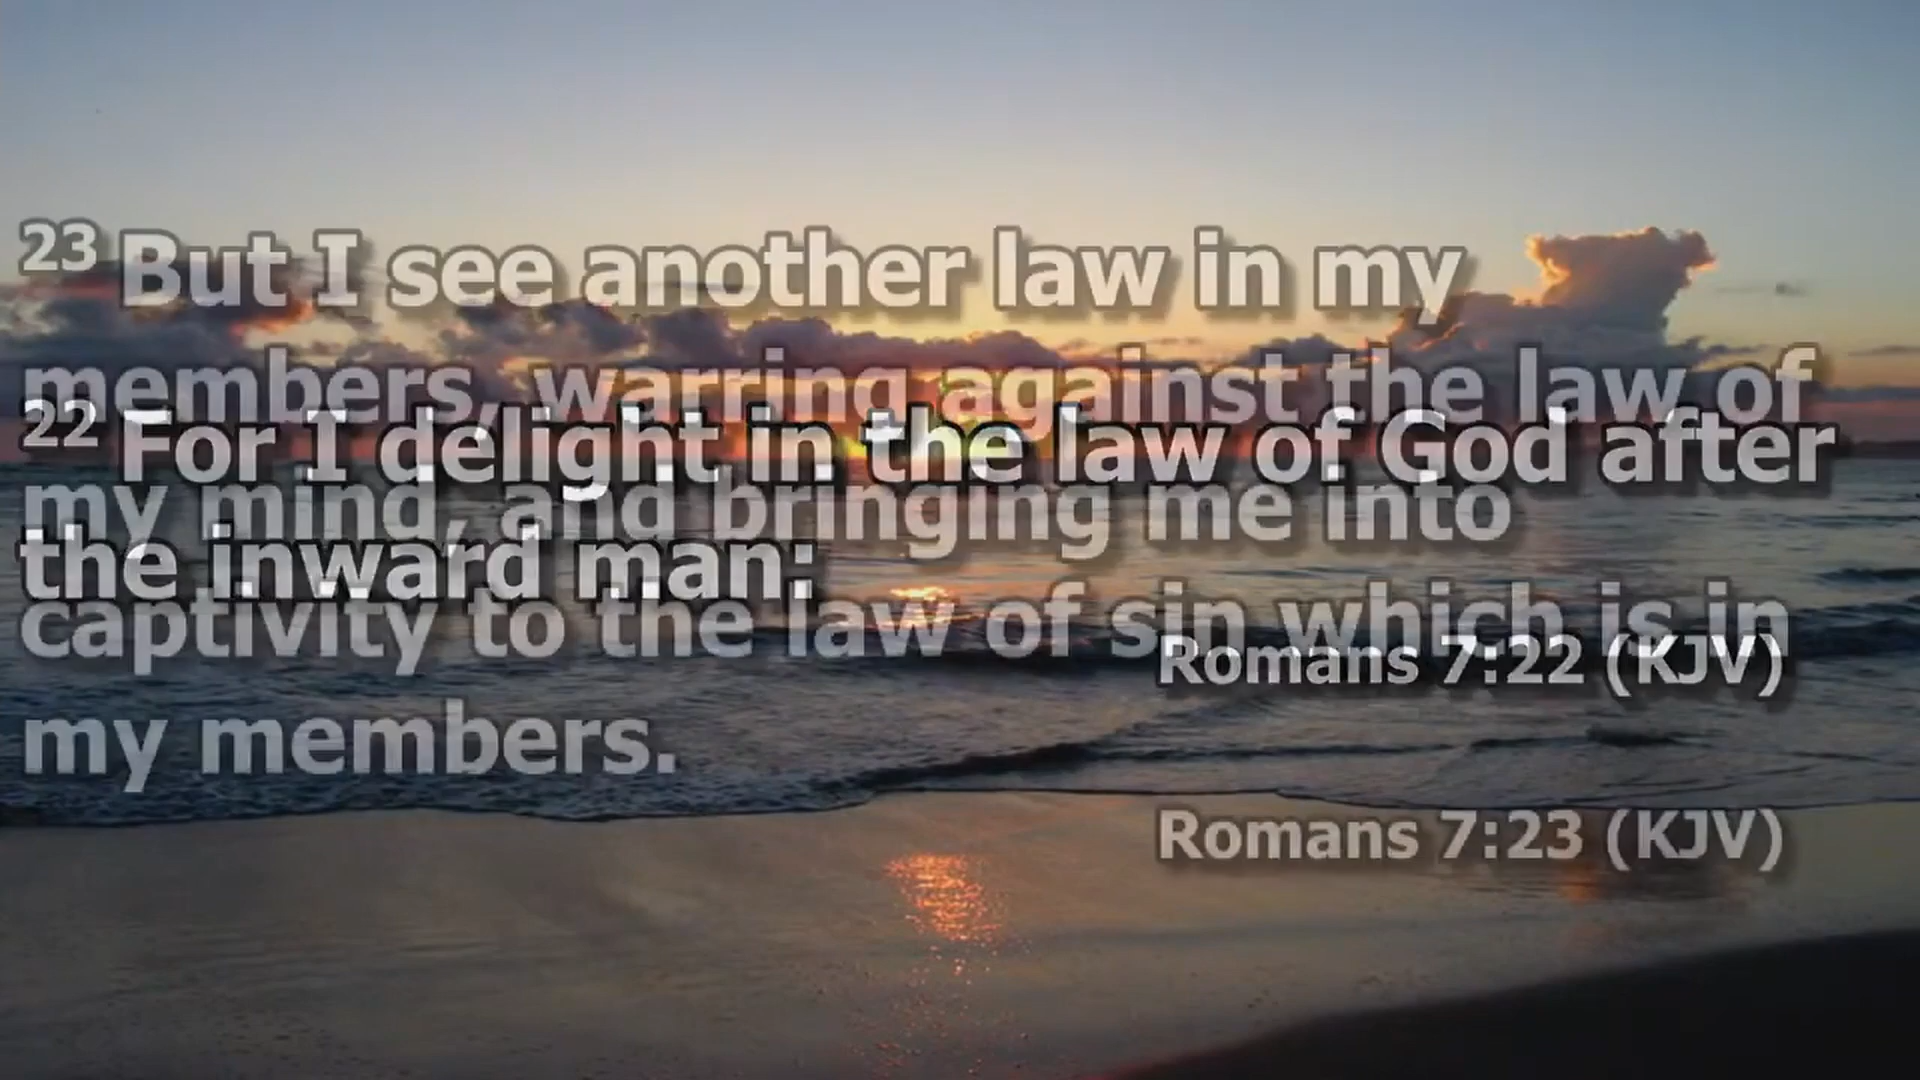 23 But I see another law in my
members, warring against the law of
my mind, and bringing me into
captivity to the law of sin which is in
my members.
Romans 7:23 (KJV)
22 For I delight in the law of God after
the inward man:
Romans 7:22 (KJV)